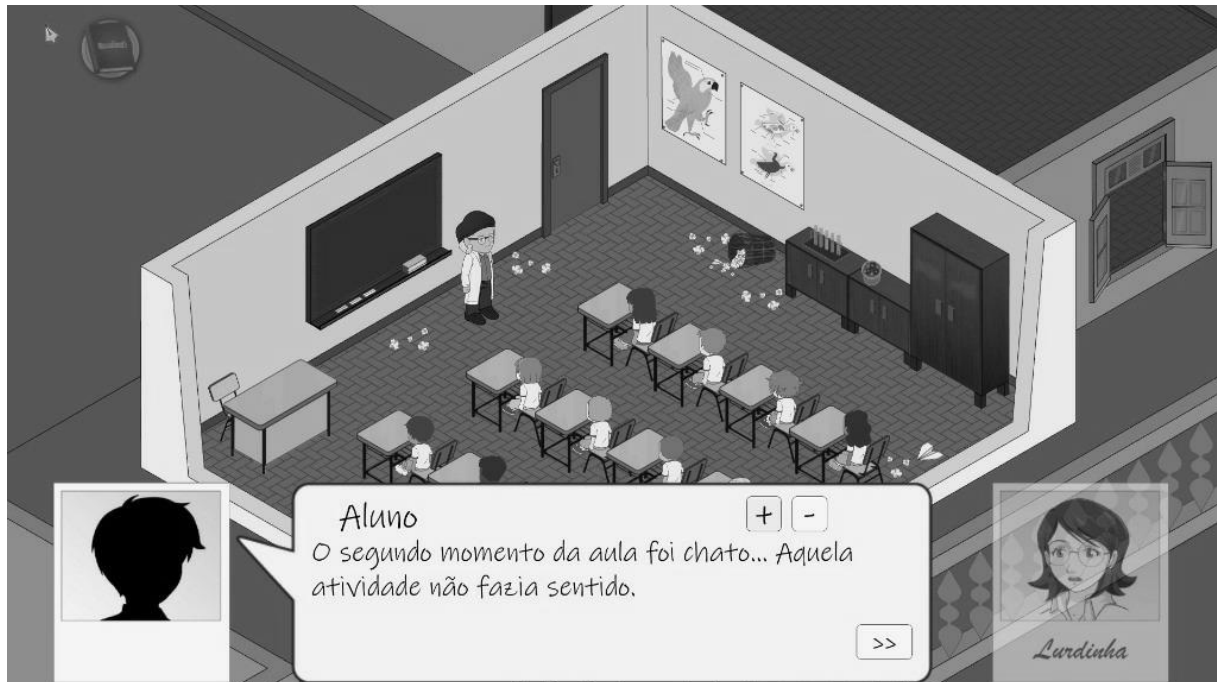 Aluno
+ -
O segundo momento da aula foi chato... Aquela
atividade não fazia sentido.
>>
Lurdinha